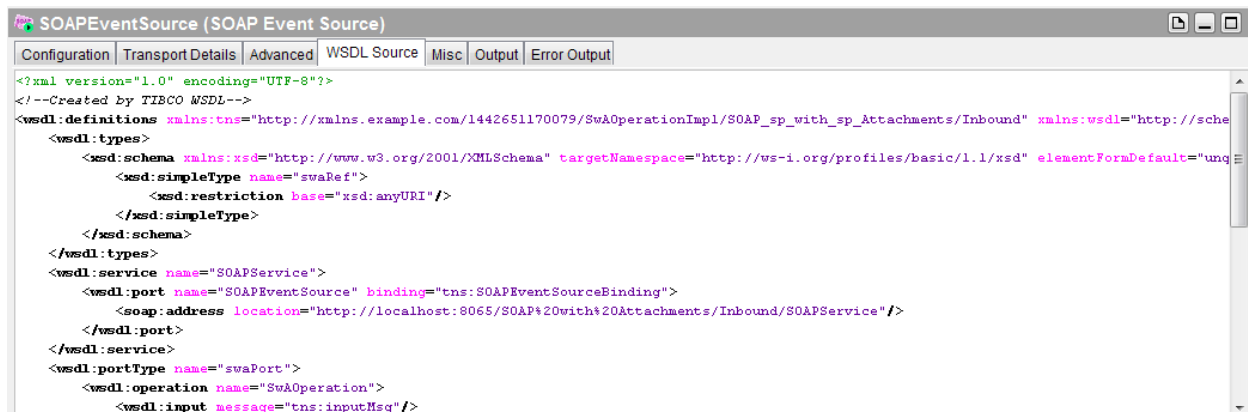 SOAPEventSource (SOAP Event Source)
Configuration Transport Details Advanced WSDL Source Misc Output Error Output
<?xml version="1.0" encoding="UTF-8"?>
<!--Created by TIBCO WSDL-->
<wsdl:definitions xmlns:tns="http://xmlns.example.com/1442651170079/SwAOperationImpl/SOAP_sp_with_sp_Attachments/Inbound" xmlns:wsdl="http://sche
<wsdl:types>
<xsd:schema xmlns:xsd="http://www.w3.org/2001/XMLSchema" targetNamespace="http://ws-i.org/profiles/basic/1.1/xsd" elementFormDefault="unq
<xsd:simpleType name="swaRef">
<xsd:restriction base="xsd:anyURI"/>
</xsd:simpleType>
</xsd:schema>
</wsdl:types>
<wsdl:service name="SOAPService">
<wsdl:port name="SOAPEventSource" binding="tns:SOAPEventSourceBinding">
<soap:address location="http://localhost:8065/SOAP%20with%20Attachments/Inbound/SOAPService"/>
</wsdl:port>
</wsdl:service>
<wsdl:portType name="swaPort">
<wsdl:operation name="SwAOperation">
<wsdl:input message="tns:inputMsg"/>